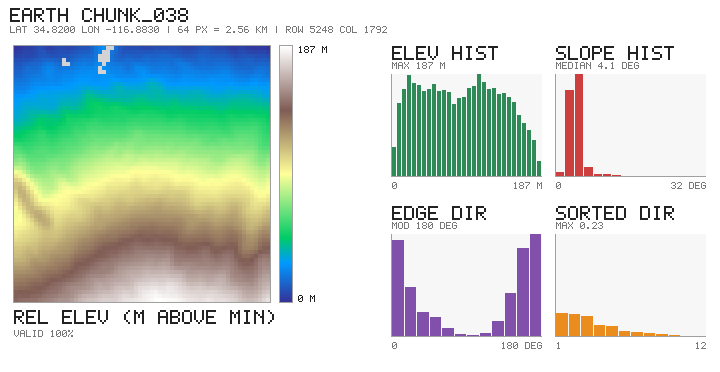 EARTH CHUNK_038
LAT 34.8200 LON -116.8830 | 64 PX = 2.56 KM | ROW 5248 COL 1792
187 M
0 M
REL ELEV (M ABOVE MIN)
VALID 100%
ELEV HIST
MAX 187 M
0 187 M
SLOPE HIST
MEDIAN 4.1 DEG
0 32 DEG
EDGE DIR
MOD 180 DEG
0 180 DEG
SORTED DIR
MAX 0.23
1 12